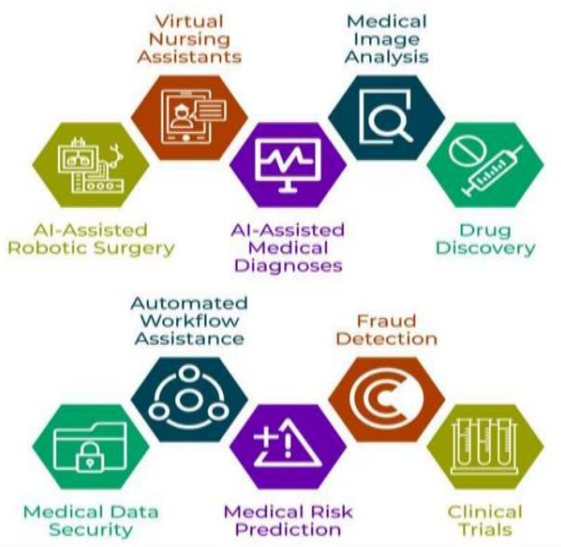 Virtual
Nursing
Assistants
Medical
Image
Analysis
AI-Assisted
Robotic Surgery
AI-Assisted
Medical
Diagnoses
Drug
Discovery
Automated
Workflow
Assistance
Fraud
Detection
Medical Data
Security
Medical Risk
Prediction
Clinical
Trials